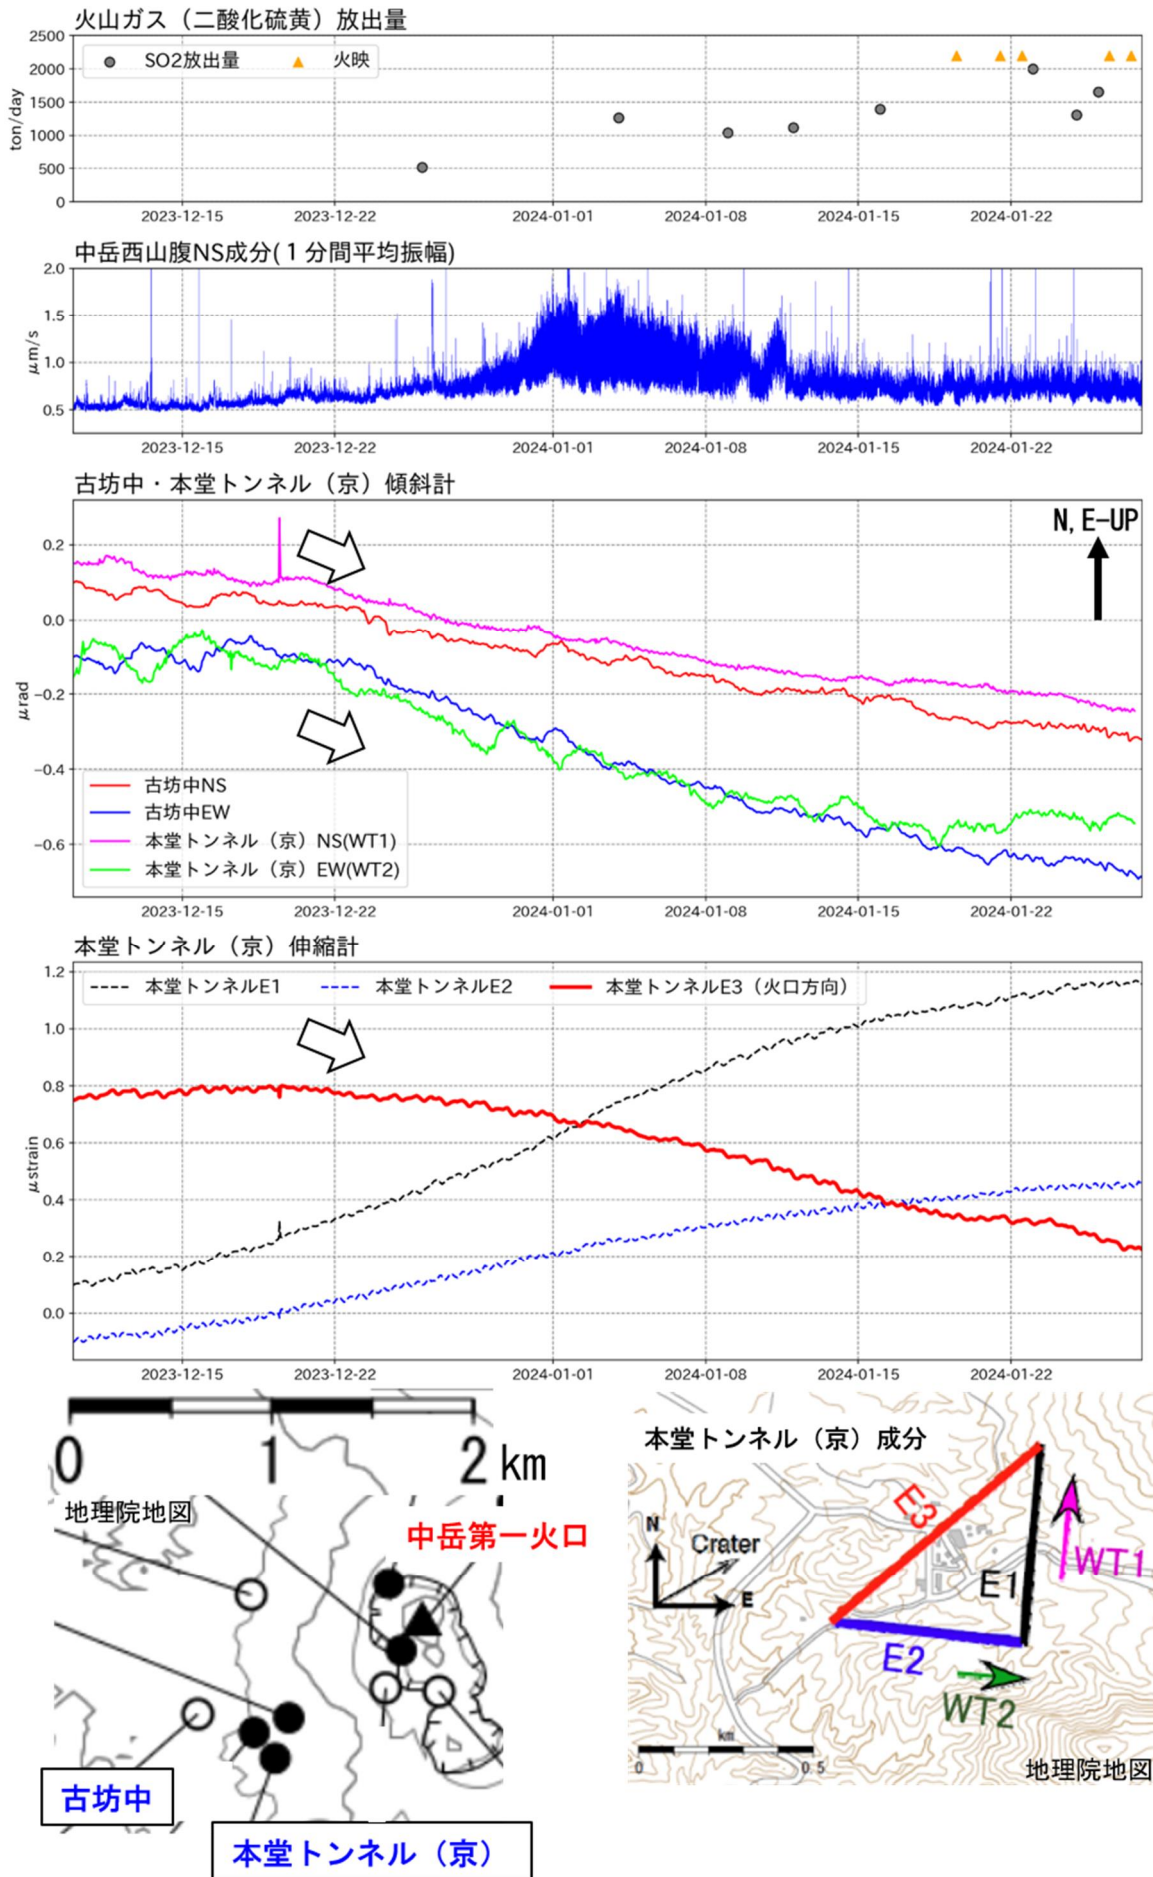 火山ガス（二酸化硫黄）放出量
2500
2000
1500
1000
500
0
ton/day
SO2放出量
火映
2023-12-15 2023-12-22 2024-01-01 2024-01-08 2024-01-15 2024-01-22
中岳西山腹NS成分(１分間平均振幅)
2.0
1.5
1.0
0.5
μm/s
2023-12-15 2023-12-22 2024-01-01 2024-01-08 2024-01-15 2024-01-22
古坊中・本堂トンネル（京）傾斜計
N, E-UP
0.2
0.0
−0.2
−0.4
−0.6
μrad
古坊中NS
古坊中EW
本堂トンネル（京）NS(WT1)
本堂トンネル（京）EW(WT2)
2023-12-15 2023-12-22 2024-01-01 2024-01-08 2024-01-15 2024-01-22
本堂トンネル（京）伸縮計
1.2
1.0
0.8
0.6
0.4
0.2
0.0
μstrain
本堂トンネルE1
本堂トンネルE2
本堂トンネルE3（火口方向）
2023-12-15 2023-12-22 2024-01-01 2024-01-08 2024-01-15 2024-01-22
0 1 2 km
地理院地図
中岳第一火口
古坊中
本堂トンネル（京）
本堂トンネル（京）成分
N
Crater
E
E3
E1
WT1
E2
WT2
km
0 0 5
地理院地図